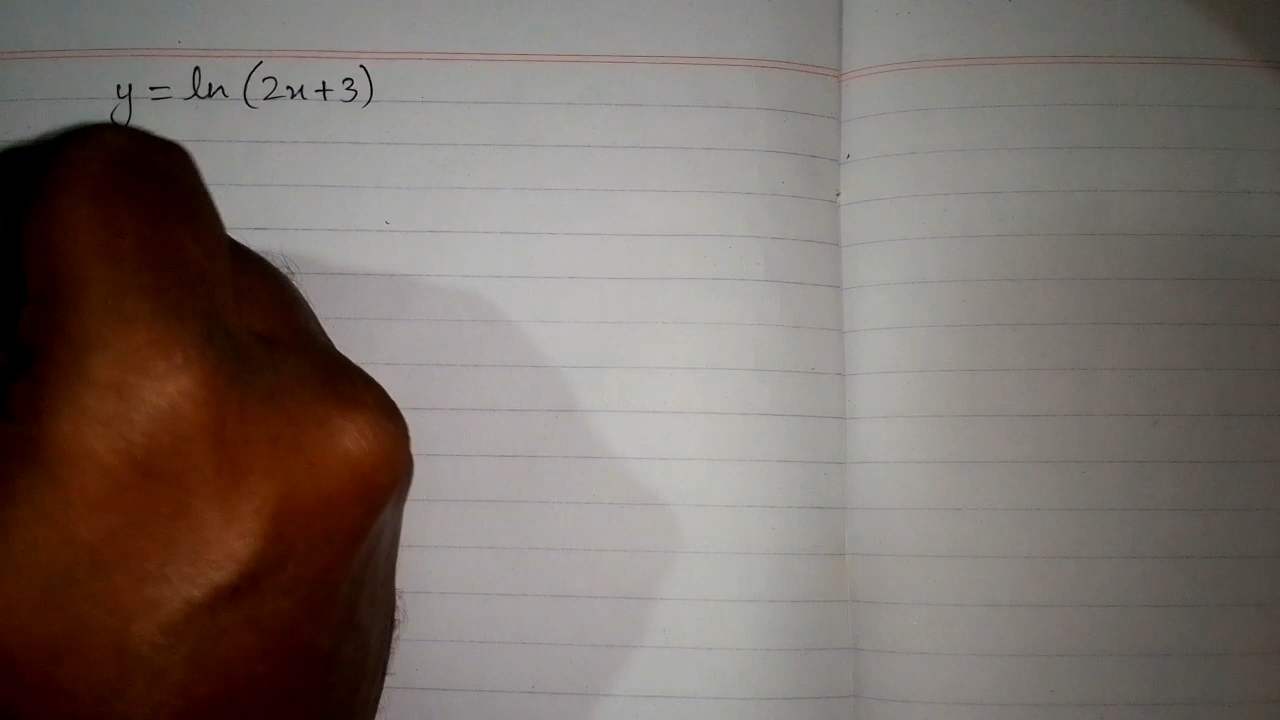 y = ln (2x+3)